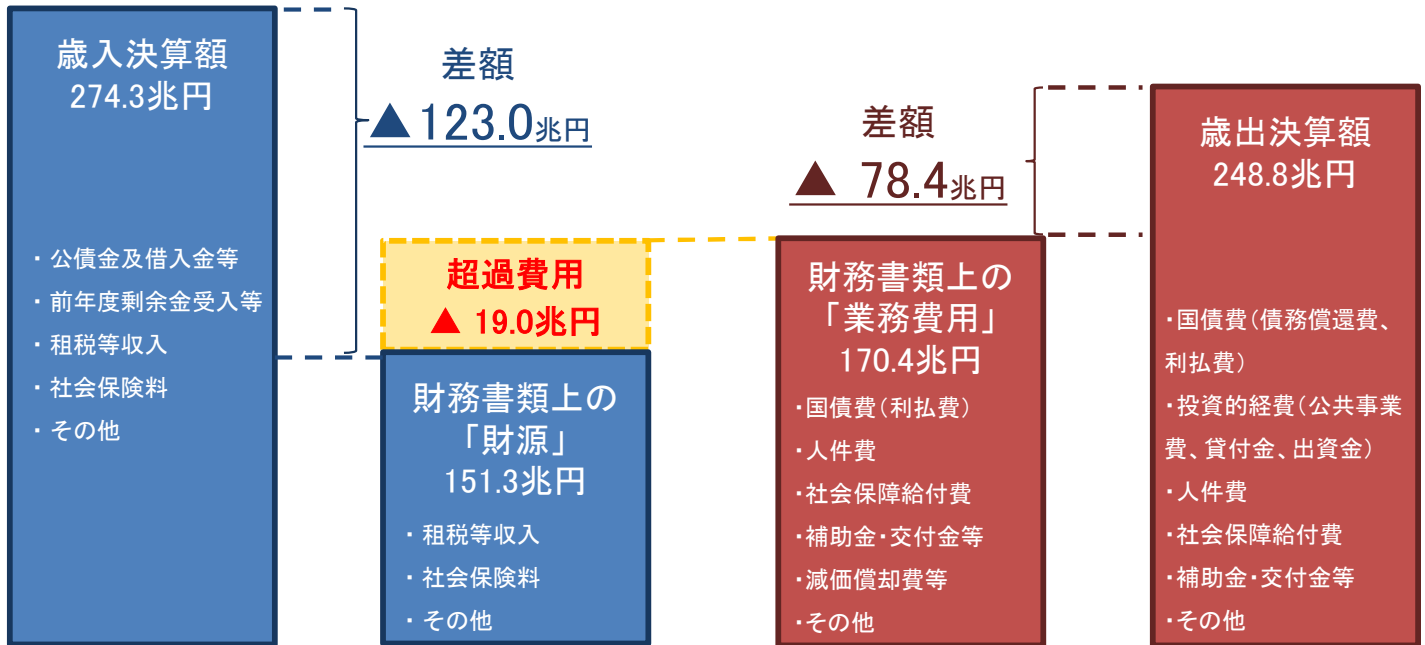 歳入決算額
274.3兆円
・公債金及借入金等
・前年度剰余金受入等
・租税等収入
・社会保険料
・その他
差額
▲123.0兆円
超過費用
▲ 19.0兆円
財務書類上の
「財源」
151.3兆円
・租税等収入
・社会保険料
・その他
差額
▲ 78.4兆円
財務書類上の
「業務費用」
170.4兆円
・国債費(利払費)
・人件費
・社会保障給付費
・補助金・交付金等
・減価償却費等
・その他
歳出決算額
248.8兆円
・国債費(債務償還費、
利払費)
・投資的経費(公共事業
費、貸付金、出資金)
・人件費
・社会保障給付費
・補助金・交付金等
・その他